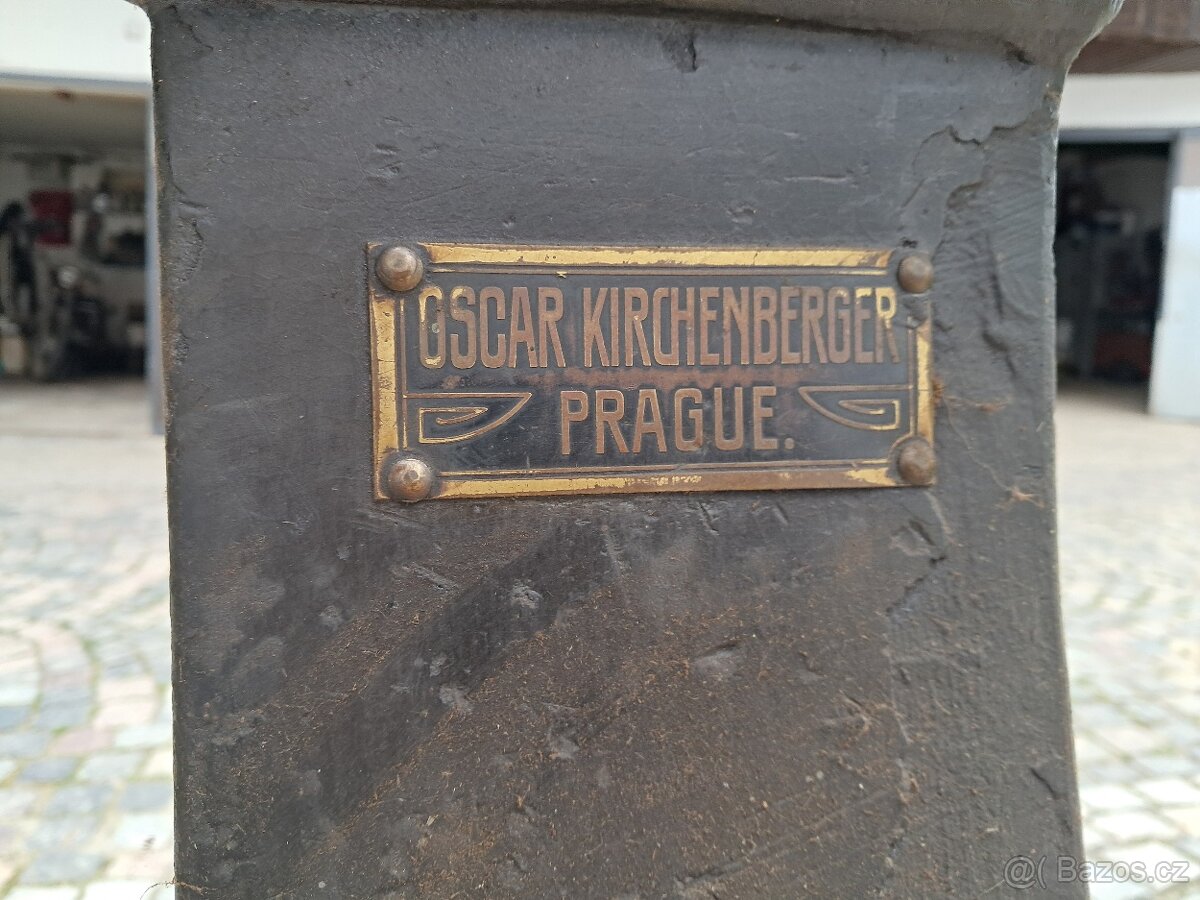 OSCAR KIRCHENBERGER
PRAGUE.
@( Bazos.cz